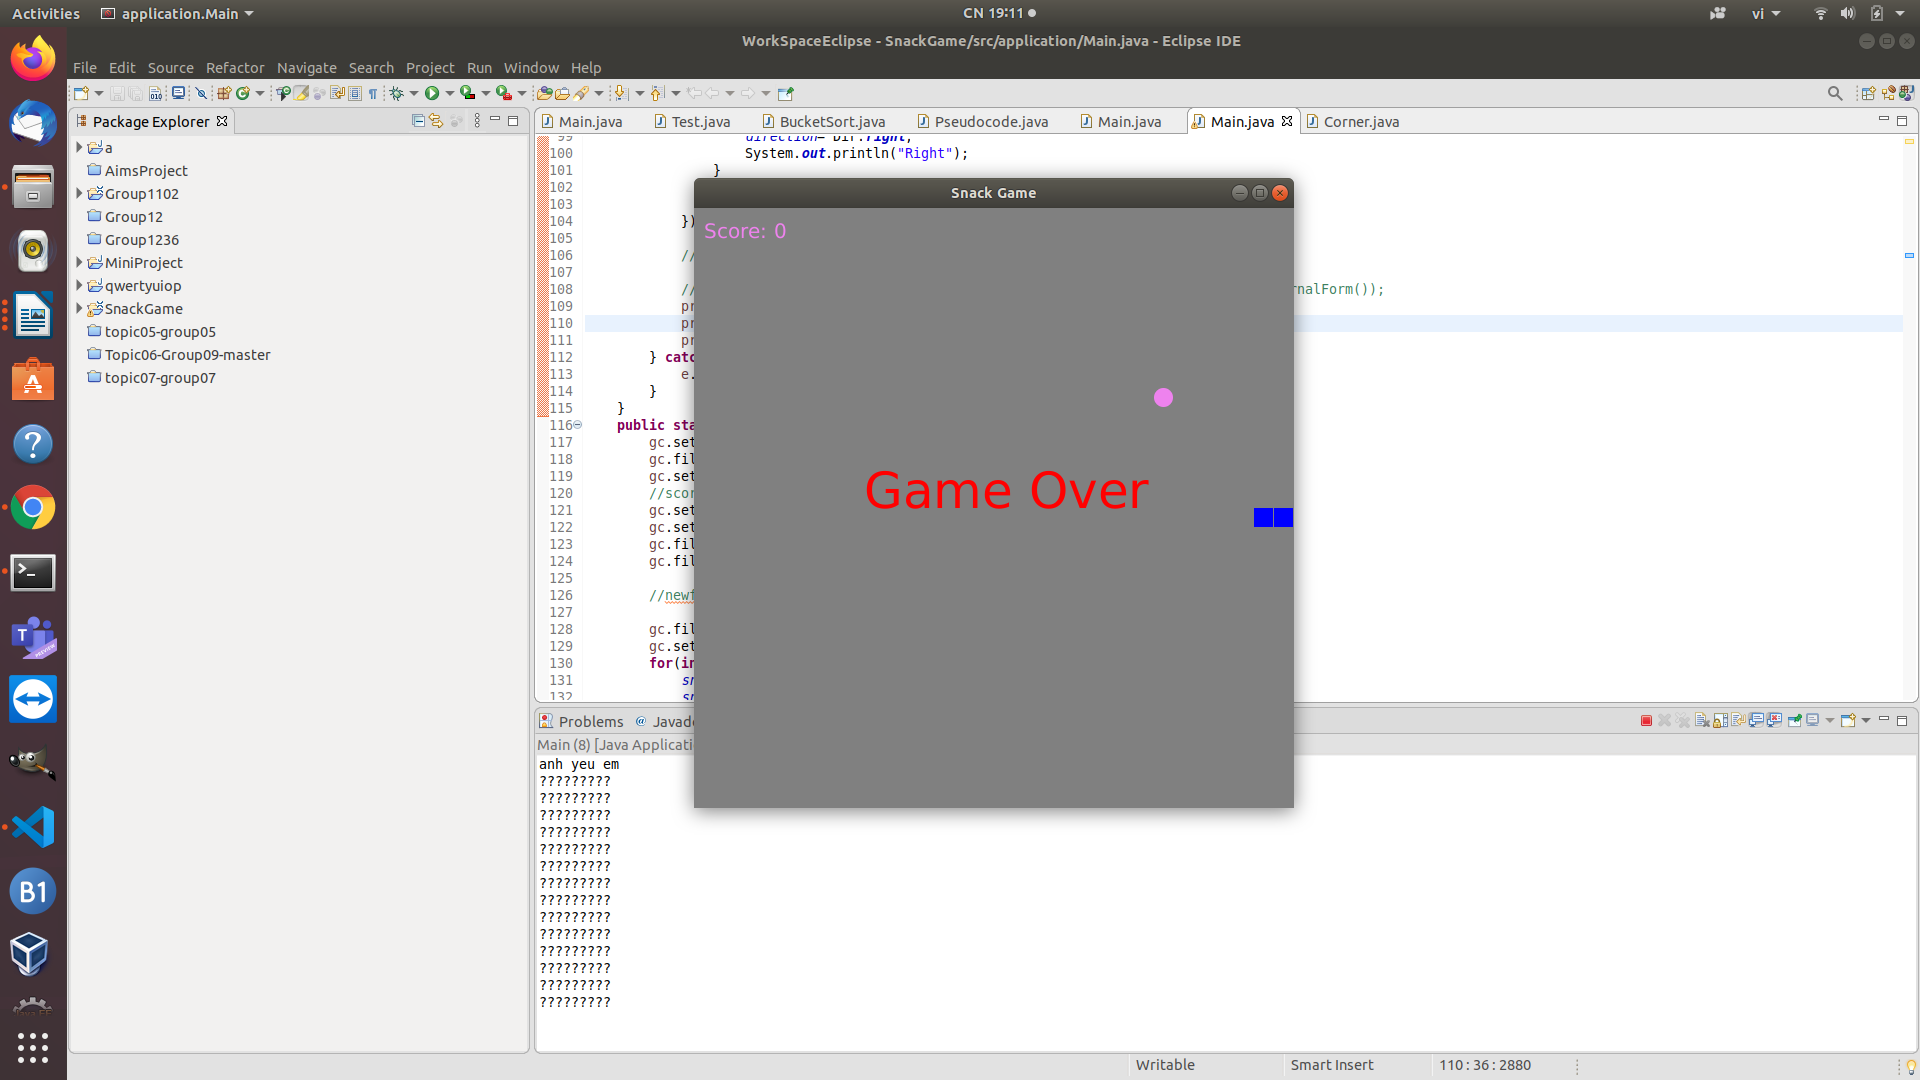 Activities
application.Main
CN 19:11
vi
WorkSpaceEclipse - SnackGame/src/application/Main.java - Eclipse IDE
File Edit Source Refactor Navigate Search Project Run Window Help
Package Explorer
Main.java Test.java BucketSort.java Pseudocode.java Main.java Main.java Corner.java
a
AimsProject
Group1102
Group12
Group1236
MiniProject
qwertyuiop
SnackGame
topic05-group05
Topic06-Group09-master
topic07-group07
99 direction= Dir.right;
100 System.out.println("Right");
101 }
102
103
104 })
105
106 //
107
108 // rnalForm());
109 pr
110 pr
111 pr
112 } catc
113 e.
114 }
115 }
116 public sta
117 gc.set
118 gc.fil
119 gc.set
120 //scor
121 gc.set
122 gc.set
123 gc.fil
124 gc.fil
125
126 //newf
127
128 gc.fil
129 gc.set
130 for(in
131 sn
132 sn
Snack Game
Score: 0
Game Over
Problems @ Javado
Main (8) [Java Applicati
anh yeu em
?????????
?????????
?????????
?????????
?????????
?????????
?????????
?????????
?????????
?????????
?????????
?????????
?????????
?????????
Writable
Smart Insert
110 : 36 : 2880
T
PREVIEW
B1